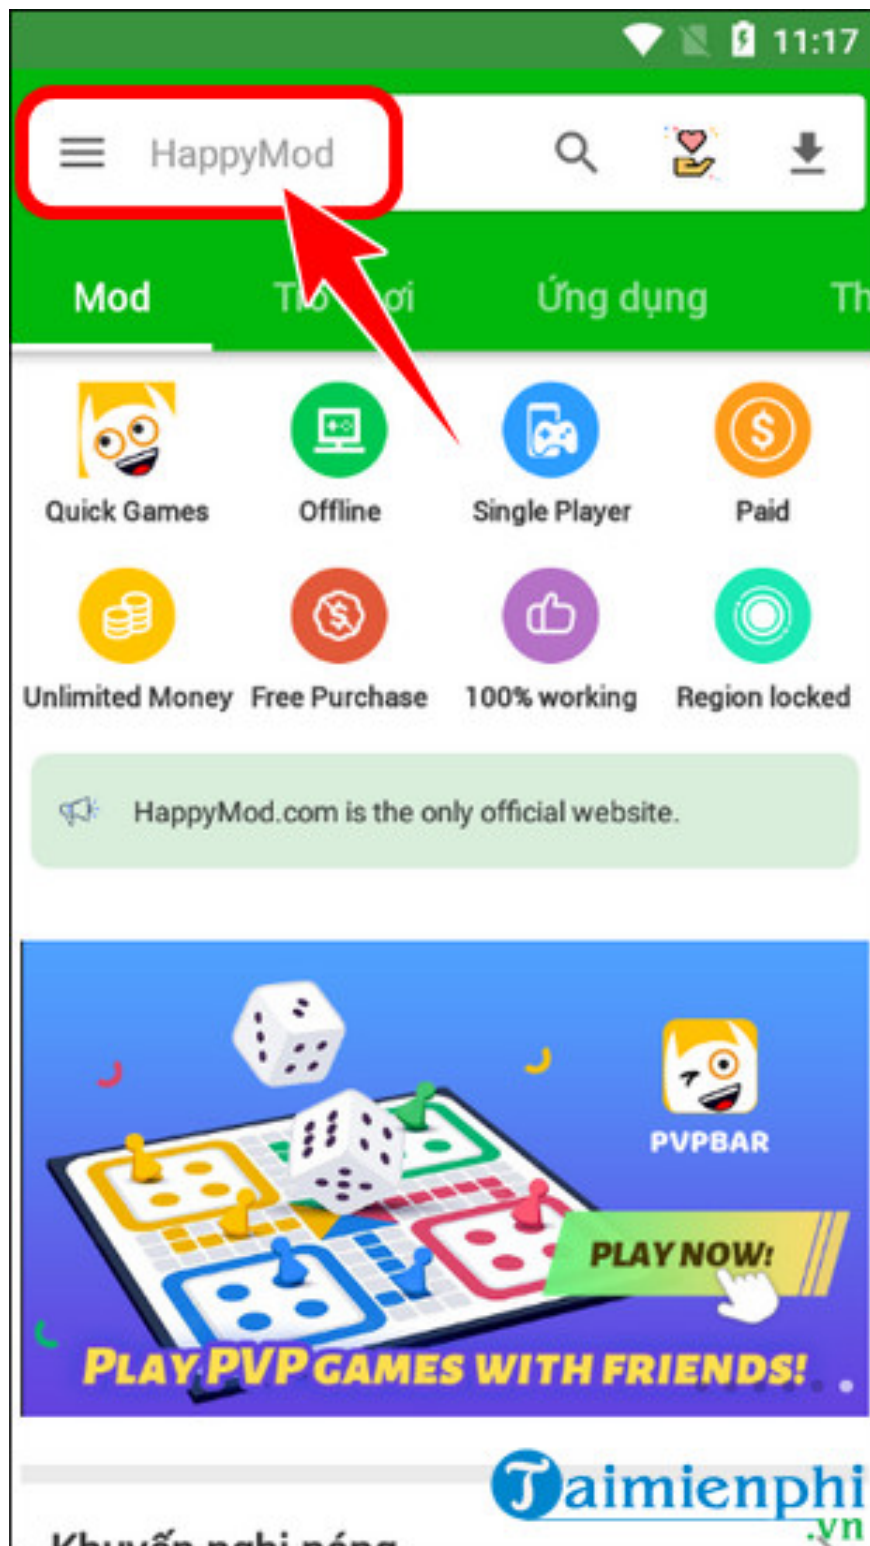 11:17
HappyMod
Mod Ứng dụng
Quick Games Offline Single Player Paid
Unlimited Money Free Purchase 100% working Region locked
HappyMod.com is the only official website.
PVPBAR
PLAY NOW!
PLAY PVP GAMES WITH FRIENDS!
Taimienphi
.vn